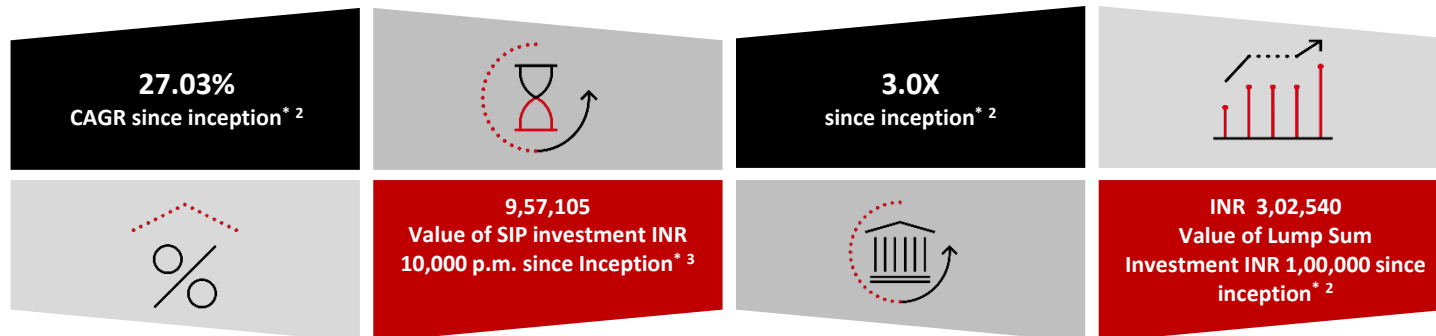 27.03%
CAGR since inception* 2
3.0X
since inception* 2
9,57,105
Value of SIP investment INR
10,000 p.m. since Inception* 3
INR 3,02,540
Value of Lump Sum
Investment INR 1,00,000 since
inception* 2